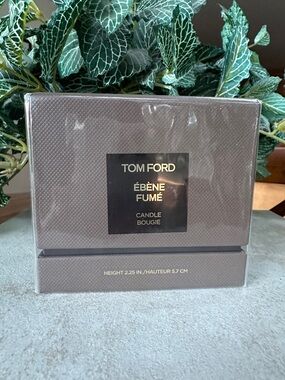 TOM FORD
ÉBÈNE
FUMÉ
CANDLE
BOUGIE
HEIGHT 2.25 IN./HAUTEUR 5.7 CM